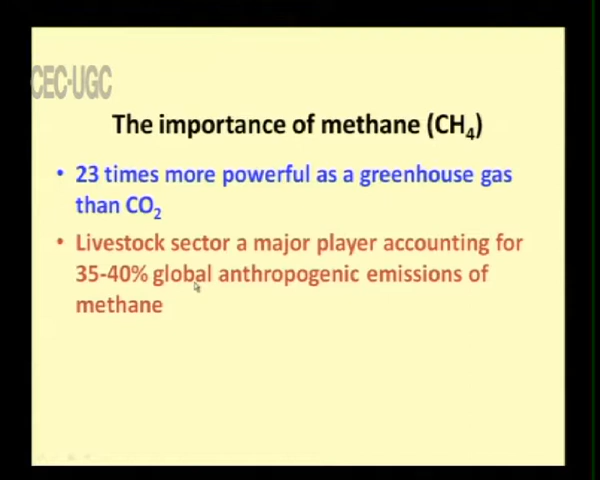 CEC-UGC
The importance of methane (CH₄)
• 23 times more powerful as a greenhouse gas
than CO₂
• Livestock sector a major player accounting for
35-40% global anthropogenic emissions of
methane